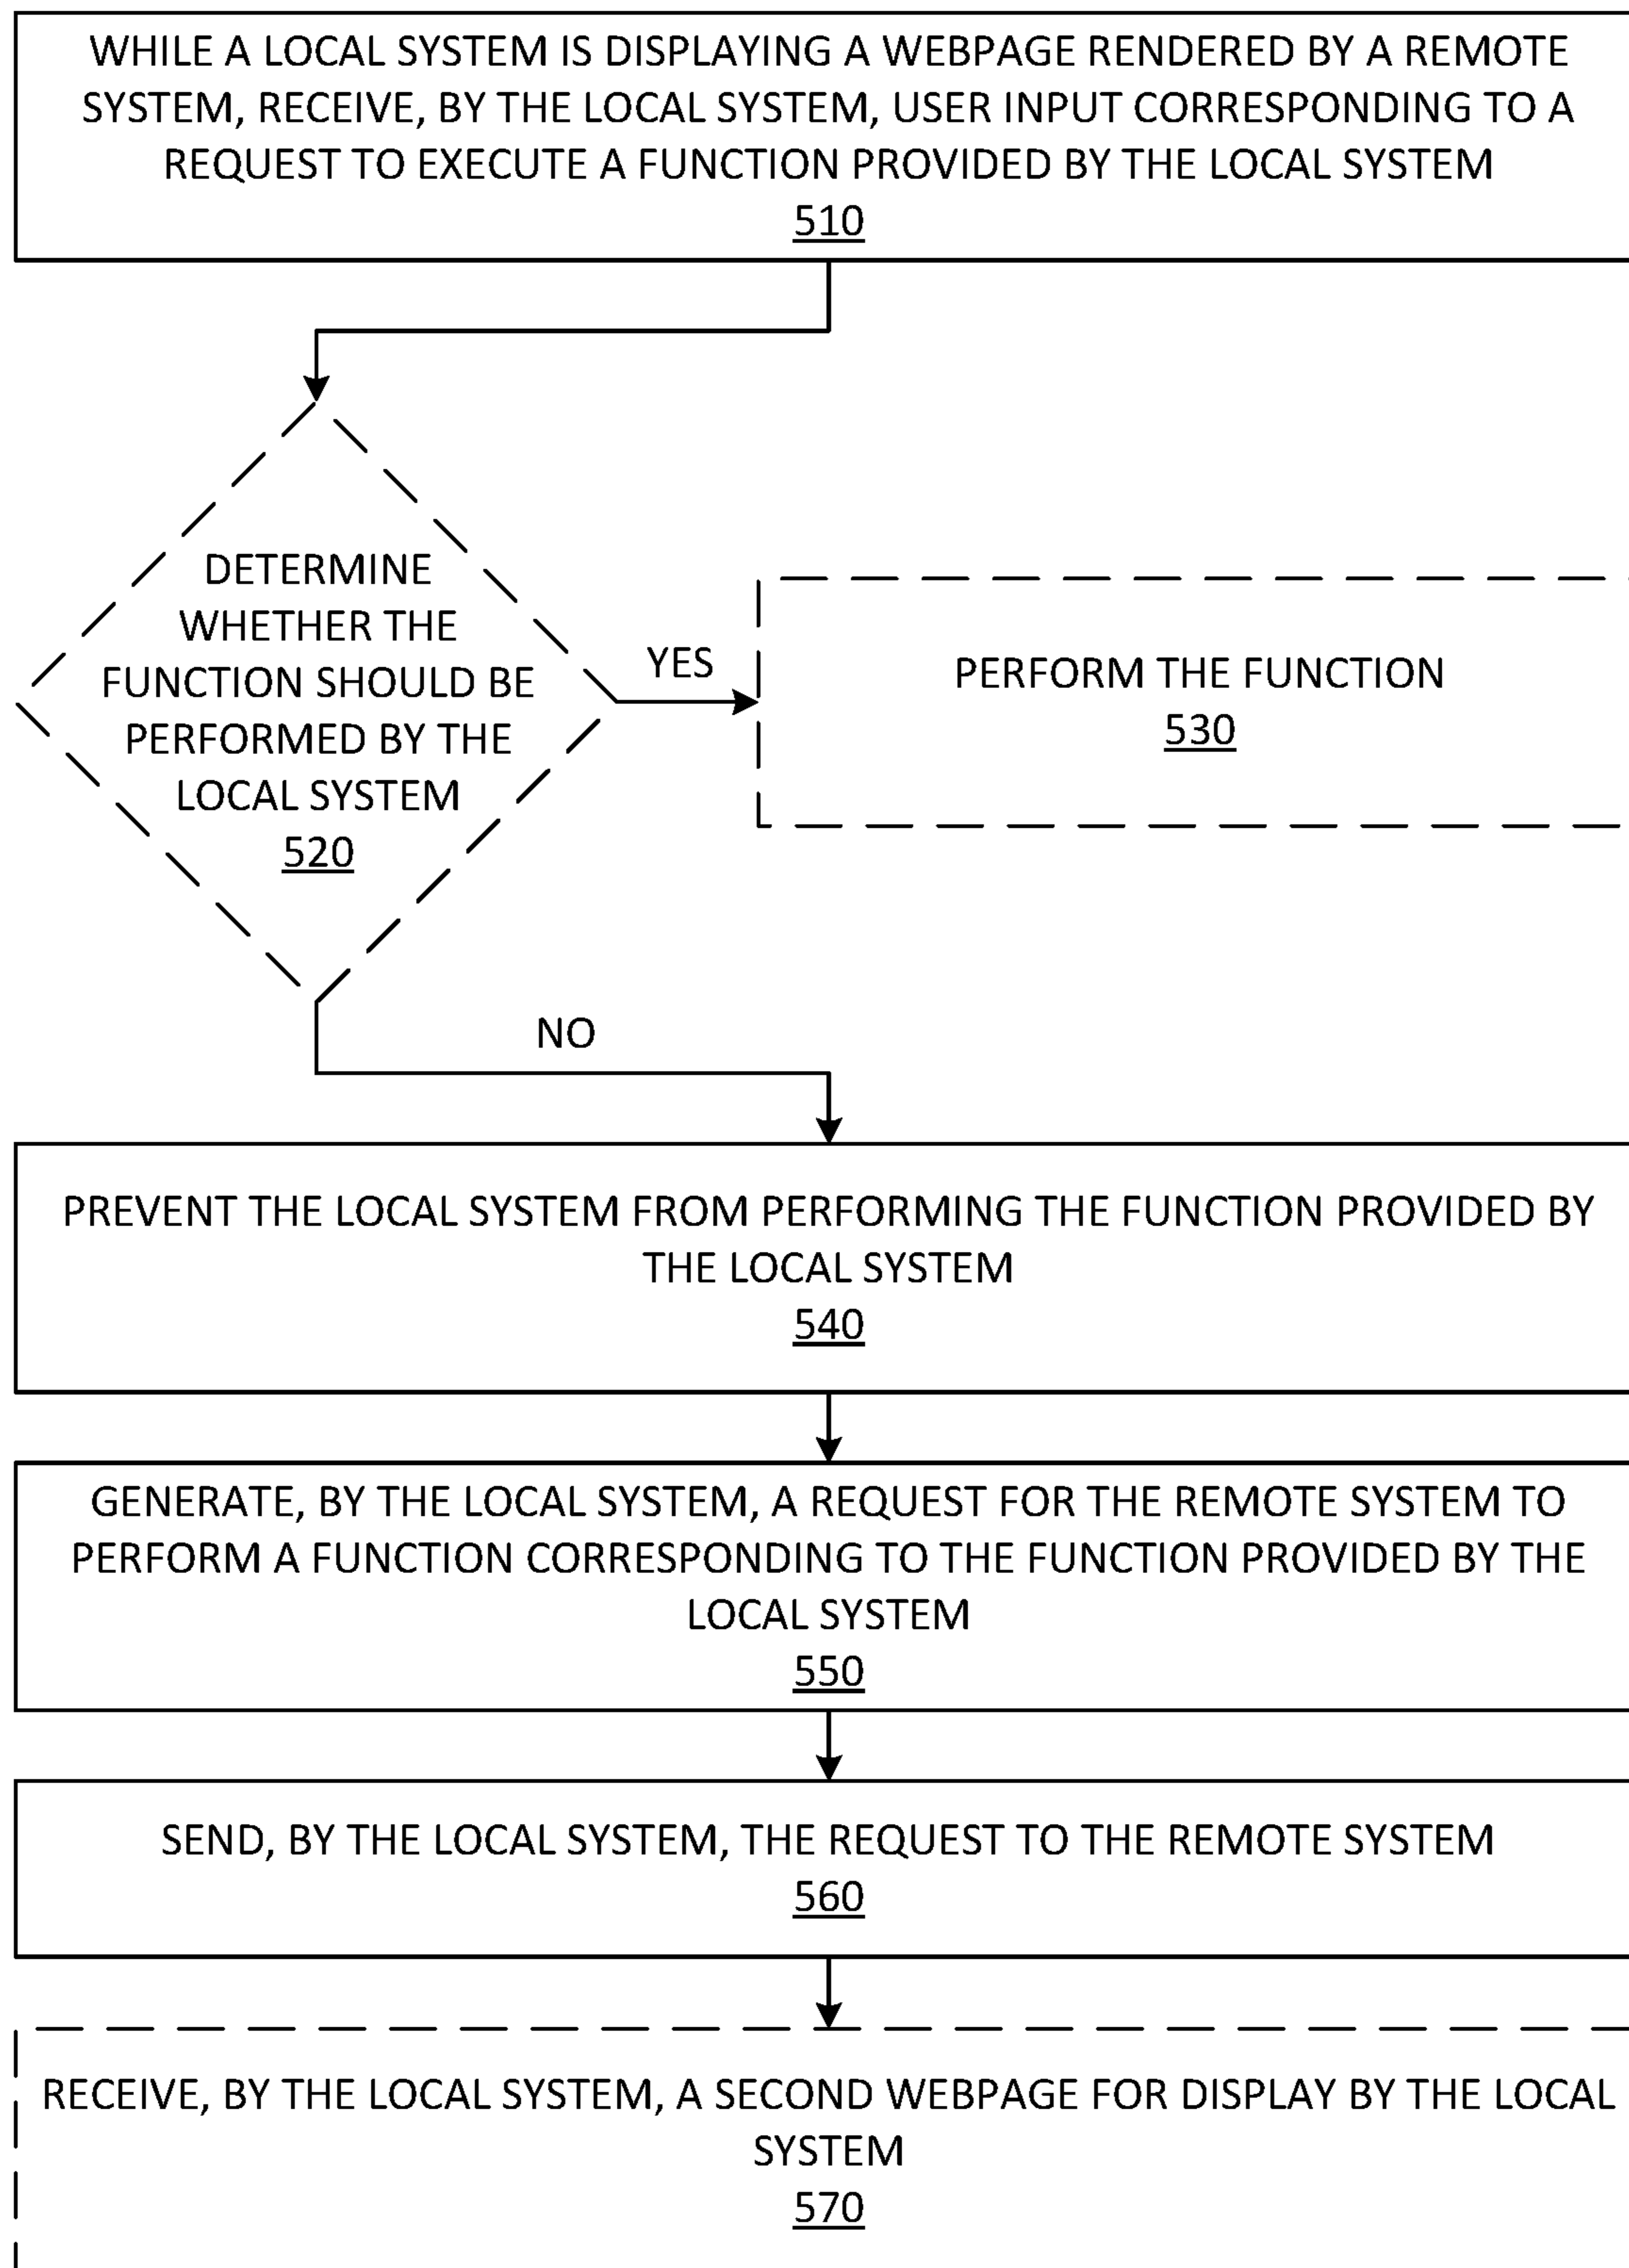 WHILE A LOCAL SYSTEM IS DISPLAYING A WEBPAGE RENDERED BY A REMOTE
SYSTEM, RECEIVE, BY THE LOCAL SYSTEM, USER INPUT CORRESPONDING TO A
REQUEST TO EXECUTE A FUNCTION PROVIDED BY THE LOCAL SYSTEM
510
DETERMINE
WHETHER THE
FUNCTION SHOULD BE
PERFORMED BY THE
LOCAL SYSTEM
520
YES
PERFORM THE FUNCTION
530
NO
PREVENT THE LOCAL SYSTEM FROM PERFORMING THE FUNCTION PROVIDED BY
THE LOCAL SYSTEM
540
GENERATE, BY THE LOCAL SYSTEM, A REQUEST FOR THE REMOTE SYSTEM TO
PERFORM A FUNCTION CORRESPONDING TO THE FUNCTION PROVIDED BY THE
LOCAL SYSTEM
550
SEND, BY THE LOCAL SYSTEM, THE REQUEST TO THE REMOTE SYSTEM
560
RECEIVE, BY THE LOCAL SYSTEM, A SECOND WEBPAGE FOR DISPLAY BY THE LOCAL
SYSTEM
570